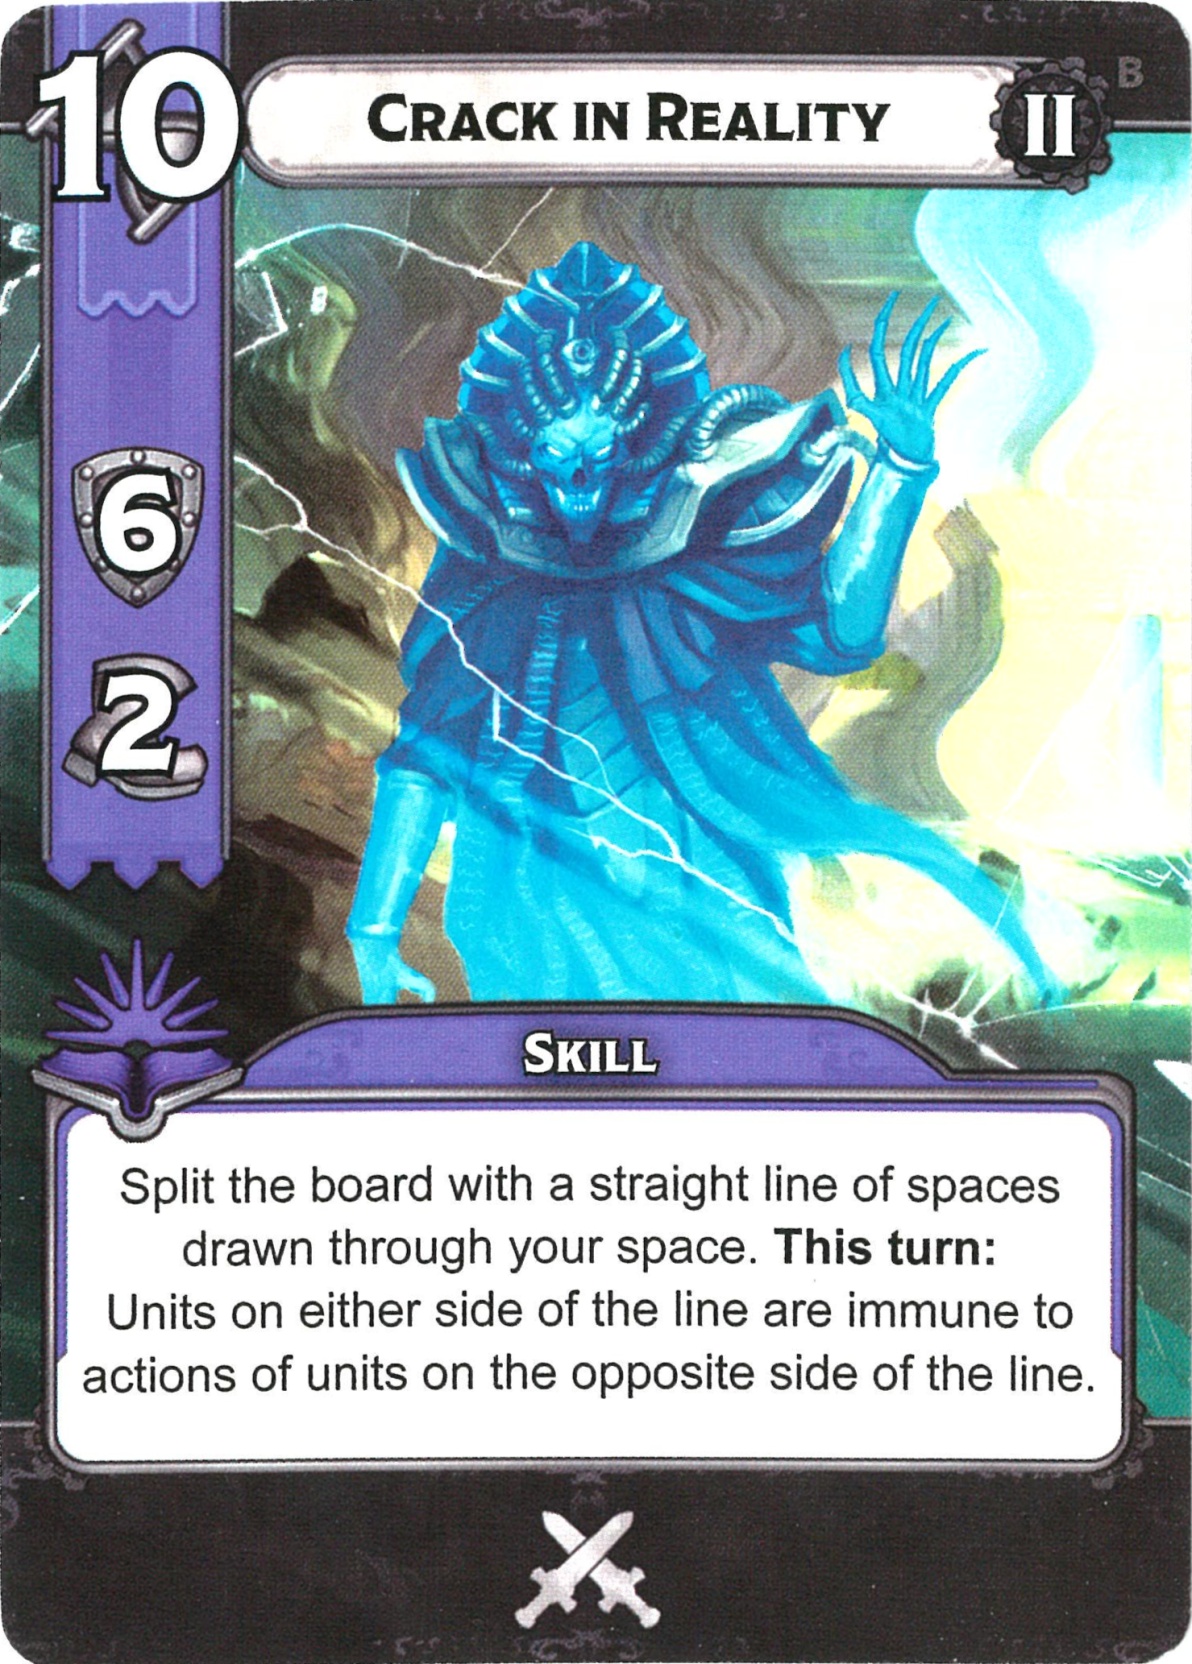 10
CRACK IN REALITY
II
B
6
2
SKILL
Split the board with a straight line of spaces
drawn through your space. This turn:
Units on either side of the line are immune to
actions of units on the opposite side of the line.